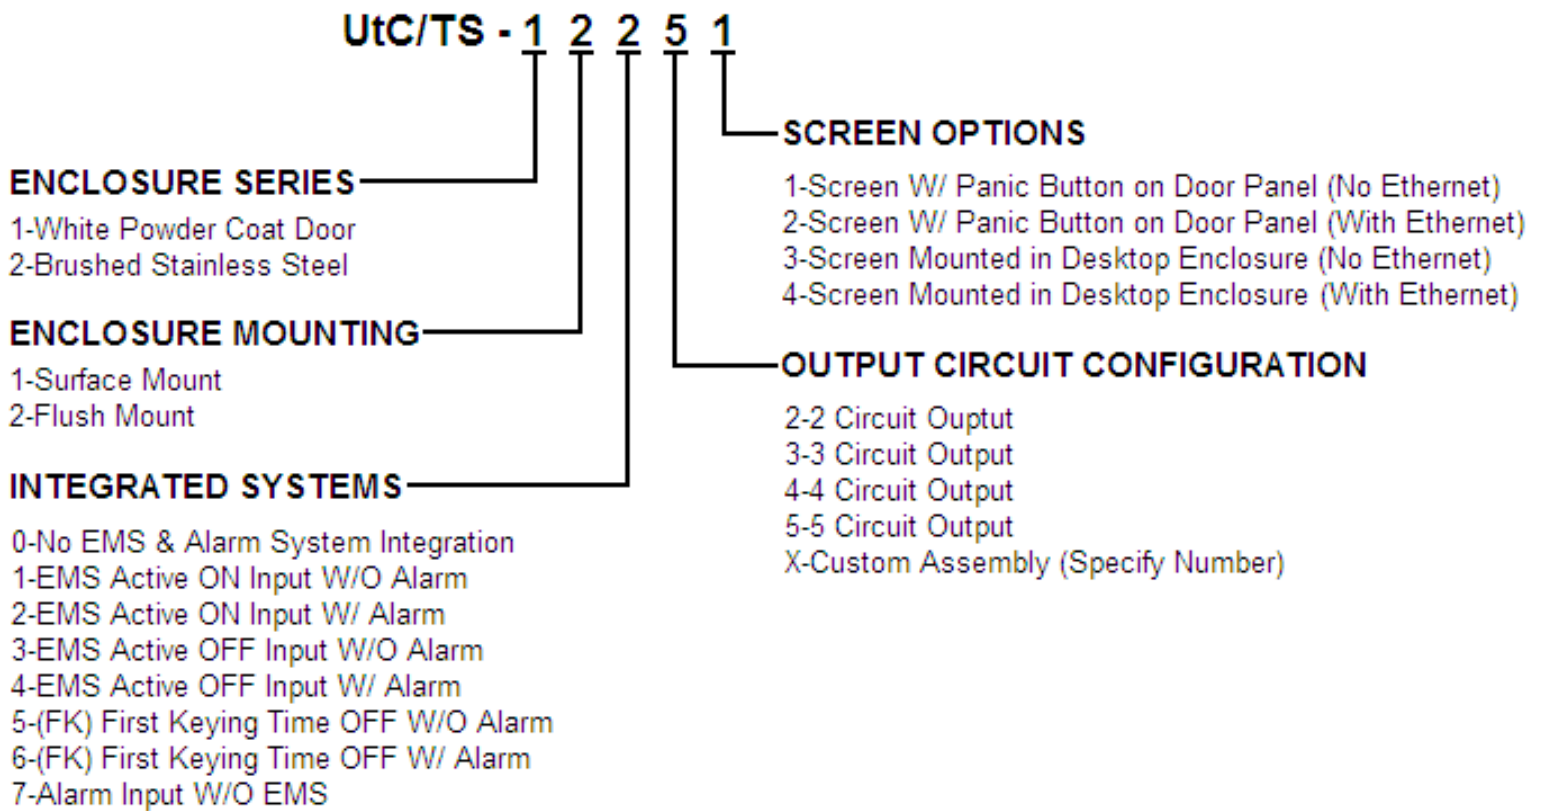 UtC/TS - 1 2 2 5 1
ENCLOSURE SERIES
1-White Powder Coat Door
2-Brushed Stainless Steel
ENCLOSURE MOUNTING
1-Surface Mount
2-Flush Mount
INTEGRATED SYSTEMS
0-No EMS & Alarm System Integration
1-EMS Active ON Input W/O Alarm
2-EMS Active ON Input W/ Alarm
3-EMS Active OFF Input W/O Alarm
4-EMS Active OFF Input W/ Alarm
5-(FK) First Keying Time OFF W/O Alarm
6-(FK) First Keying Time OFF W/ Alarm
7-Alarm Input W/O EMS
SCREEN OPTIONS
1-Screen W/ Panic Button on Door Panel (No Ethernet)
2-Screen W/ Panic Button on Door Panel (With Ethernet)
3-Screen Mounted in Desktop Enclosure (No Ethernet)
4-Screen Mounted in Desktop Enclosure (With Ethernet)
OUTPUT CIRCUIT CONFIGURATION
2-2 Circuit Ouptut
3-3 Circuit Output
4-4 Circuit Output
5-5 Circuit Output
X-Custom Assembly (Specify Number)